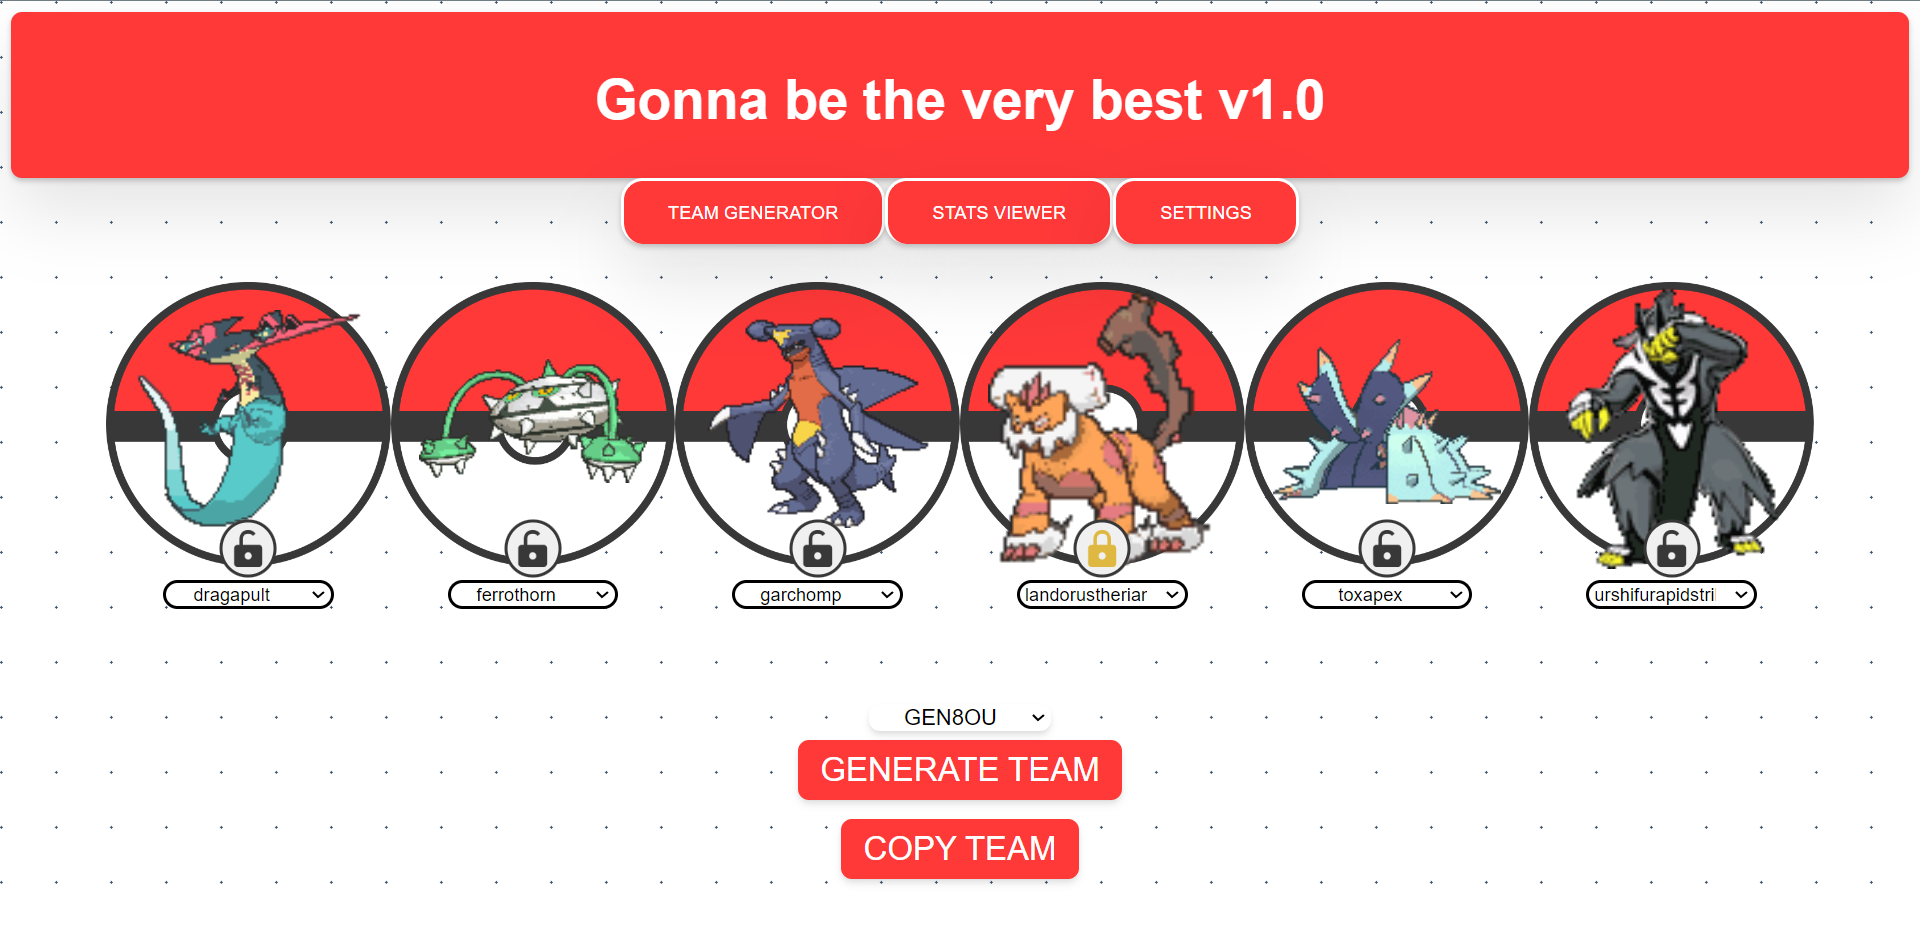 Gonna be the very best v1.0
TEAM GENERATOR
STATS VIEWER
SETTINGS
dragapult
ferrothorn
garchomp
landorustheriar
toxapex
urshifurapidstri
GEN8OU
GENERATE TEAM
COPY TEAM